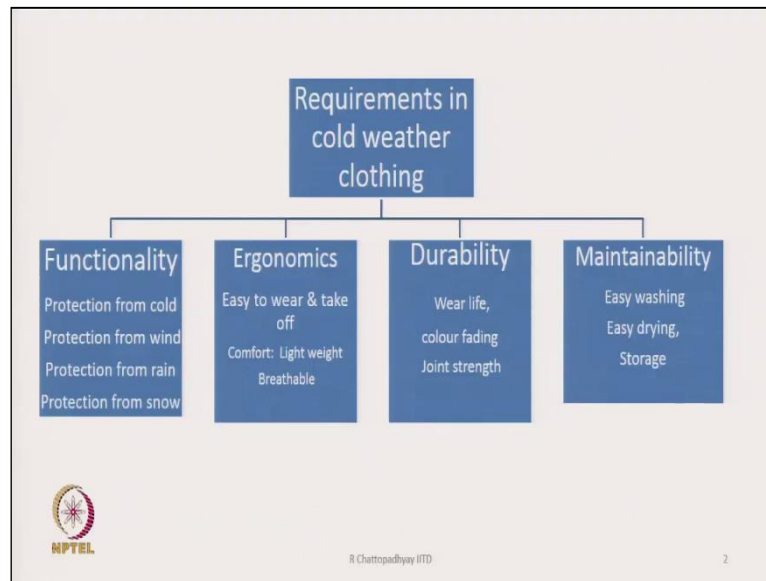 Requirements in
cold weather
clothing
Functionality
Protection from cold
Protection from wind
Protection from rain
Protection from snow
Ergonomics
Easy to wear & take
off
Comfort: Light weight
Breathable
Durability
Wear life,
colour fading
Joint strength
Maintainability
Easy washing
Easy drying,
Storage
NPTEL
R Chattopadhyay IITD
2